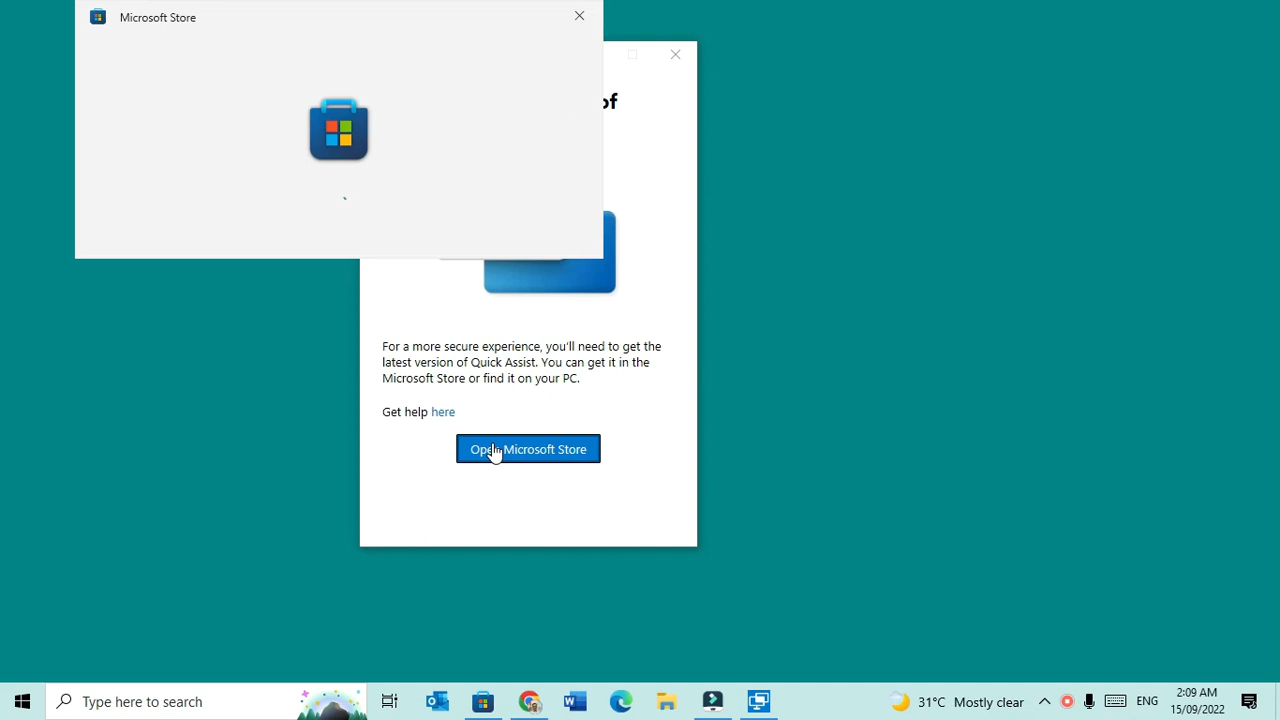 Microsoft Store
of
For a more secure experience, you'll need to get the
latest version of Quick Assist. You can get it in the
Microsoft Store or find it on your PC.
Get help here
Open Microsoft Store
Type here to search
31°C Mostly clear
ENG
2:09 AM
15/09/2022